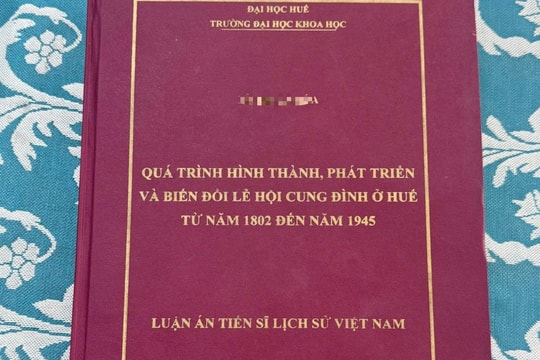 ĐẠI HỌC HUẾ
TRƯỜNG ĐẠI HỌC KHOA HỌC
QUÁ TRÌNH HÌNH THÀNH, PHÁT TRIỂN
VÀ BIẾN ĐỔI LỄ HỘI CUNG ĐÌNH Ở HUẾ
TỪ NĂM 1802 ĐẾN NĂM 1945
LUẬN ÁN TIẾN SĨ LỊCH SỬ VIỆT NAM